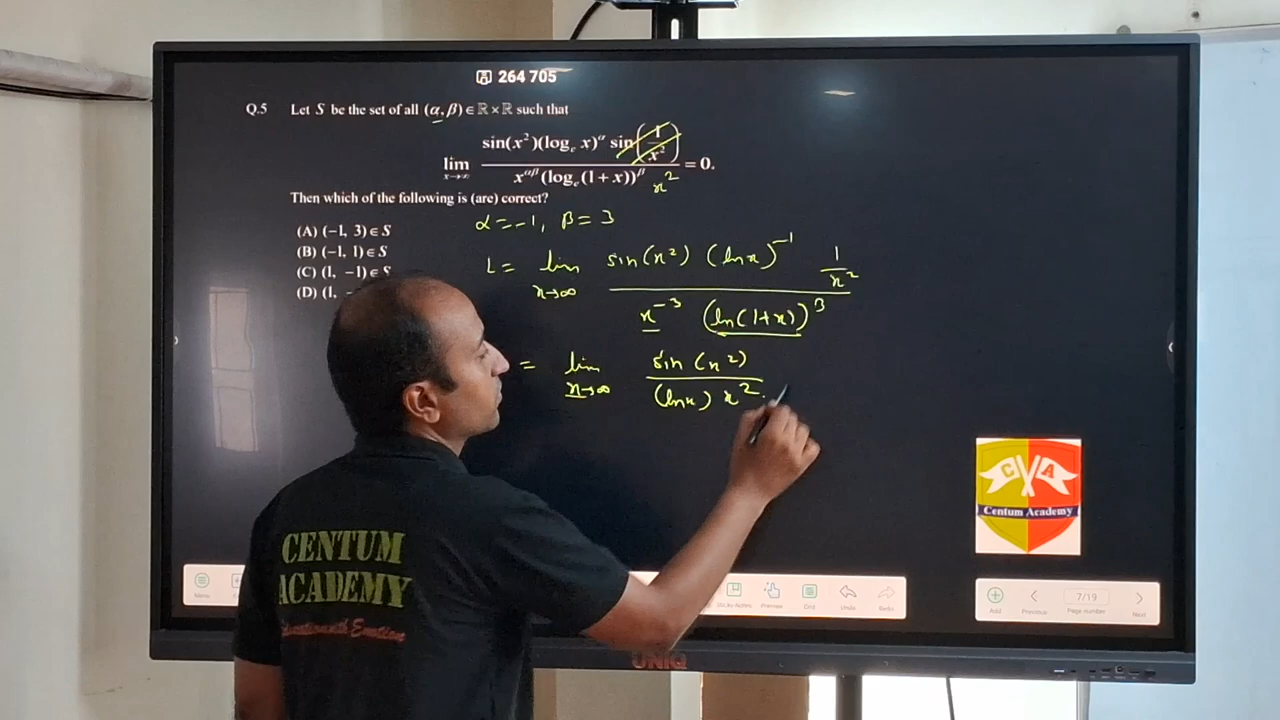 264 705
Q.5 Let S be the set of all (α, β) ∈ ℝ × ℝ such that
lim x→∞ sin(x²)(logₑ x)^α sin(1/x²) / x^(αβ) (logₑ(1+x))^β = 0.
x²
Then which of the following is (are) correct?
α = -1, β = 3
(A) (−1, 3) ∈ S
(B) (−1, 1) ∈ S
(C) (1, −1) ∈ S
(D) (1, -
L = lim x→∞ sin(x²) (ln x)^-1 1/x² / x^-3 (ln(1+x))^3
= lim x→∞ sin(x²) / (ln x) x².
CENTUM
ACADEMY
C A
Centum Academy
Menu
Sticky-Notes Preview Grid Undo Redo
Add Previous 7/19 Page number Next
UNIQ